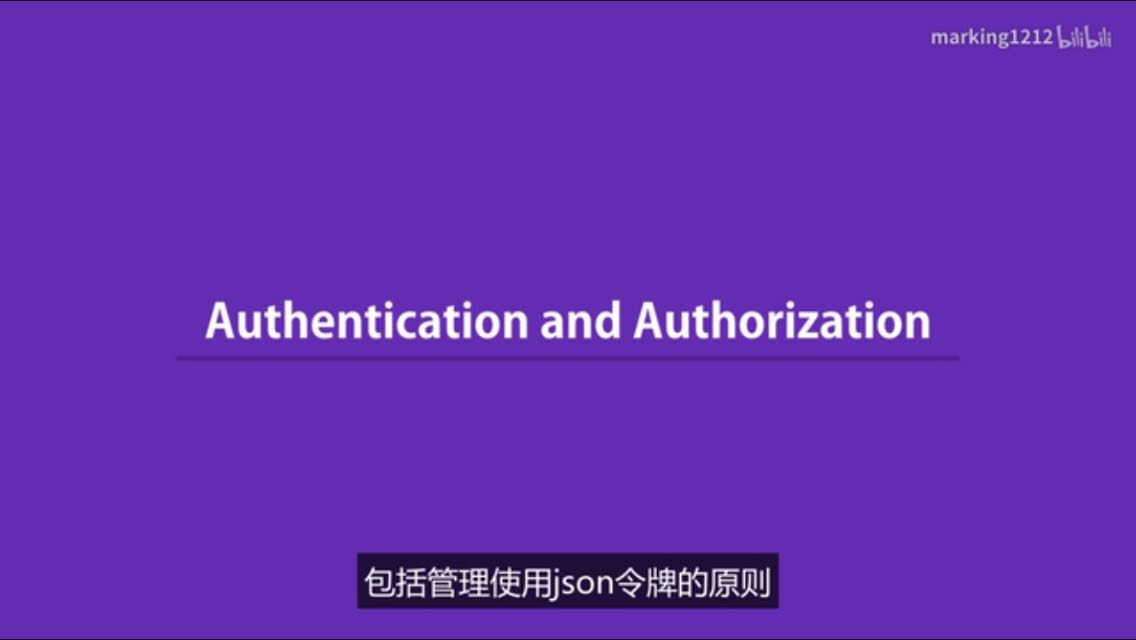 marking1212 bilibili
Authentication and Authorization
包括管理使用json令牌的原则